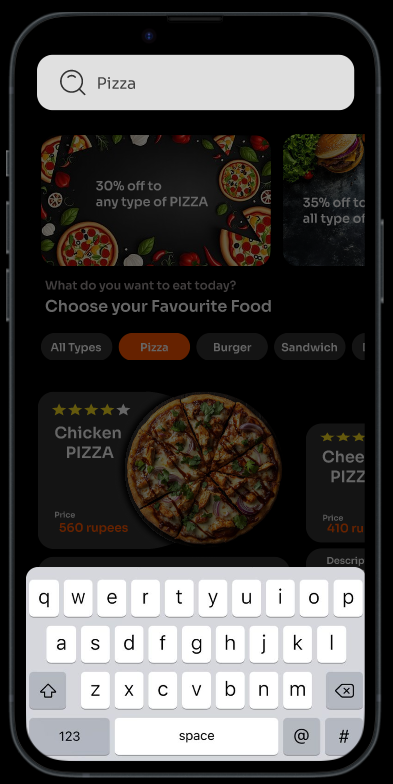 Pizza
30% off to
any type of PIZZA
35% off to
all type of
What do you want to eat today?
Choose your Favourite Food
All Types Pizza Burger Sandwich
Chicken
PIZZA
Price
560 rupees
Chee
PIZZ
Price
410 ru
Descrip
q w e r t y u i o p
a s d f g h j k l
z x c v b n m
123 space @ #